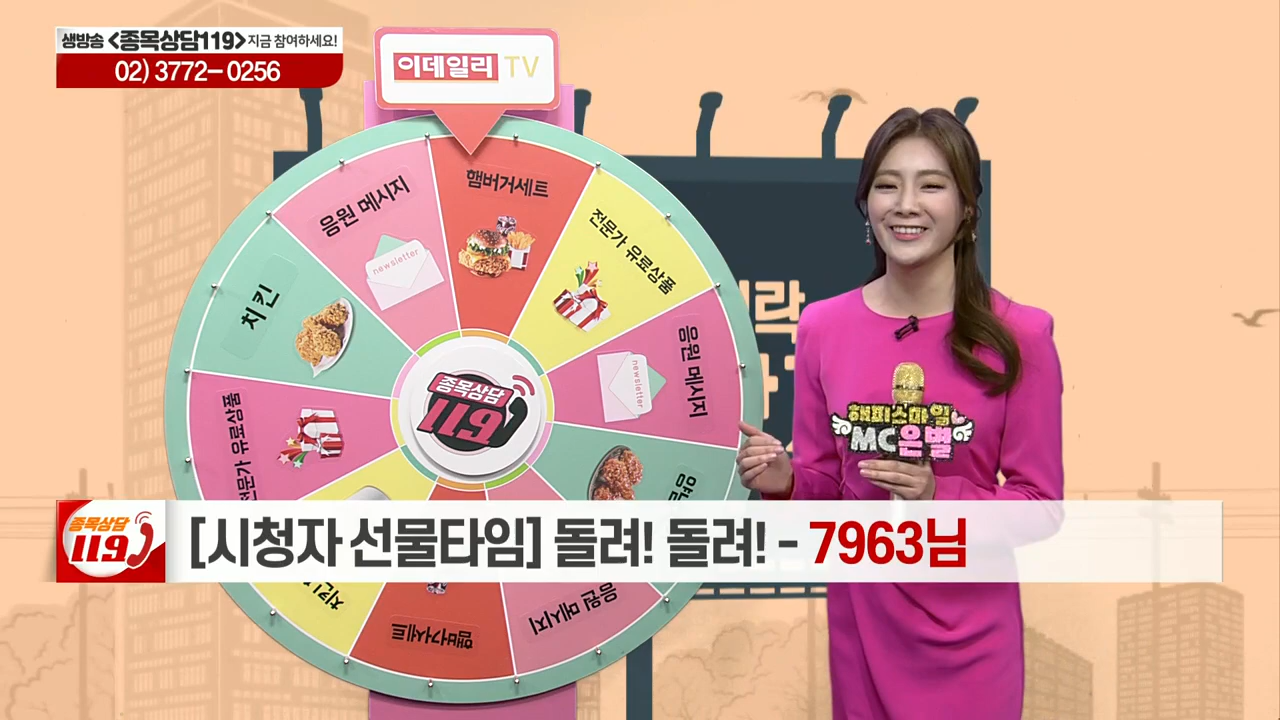 생방송 <종목상담119> 지금 참여하세요!
02) 3772-0256
이데일리 TV
햄버거세트
응원 메시지
전문가 유료상품
치킨
newsletter
응원 메시지
newsletter
전문가 유료상품
종목상담
119
해피스마일
MC은별
종목상담
119
[시청자 선물타임] 돌려! 돌려! - 7963님
치킨
햄버거세트
응원 메시지